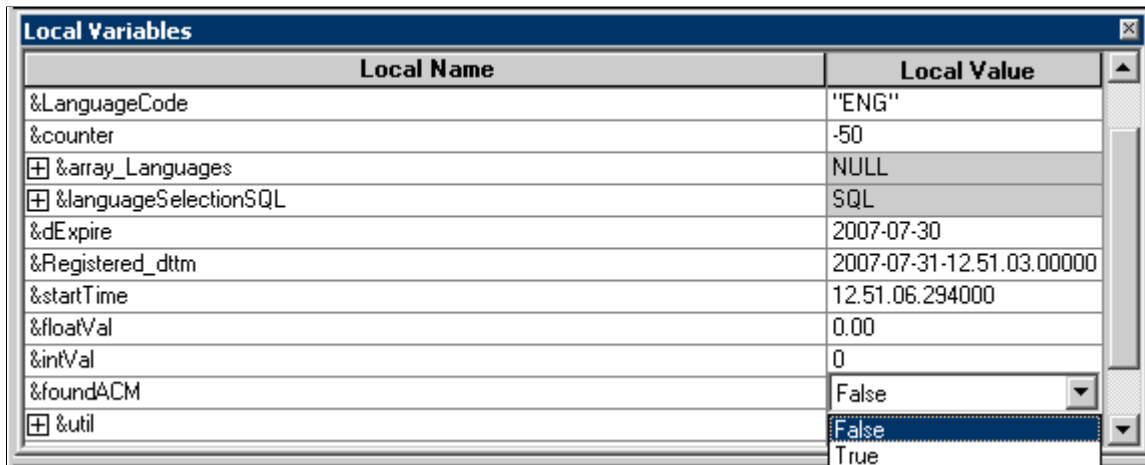 Local Variables
Local Name Local Value
&LanguageCode "ENG"
&counter -50
&array_Languages NULL
&languageSelectionSQL SQL
&dExpire 2007-07-30
&Registered_dttm 2007-07-31-12.51.03.00000
&startTime 12.51.06.294000
&floatVal 0.00
&intVal 0
&foundACM False
&util False
True